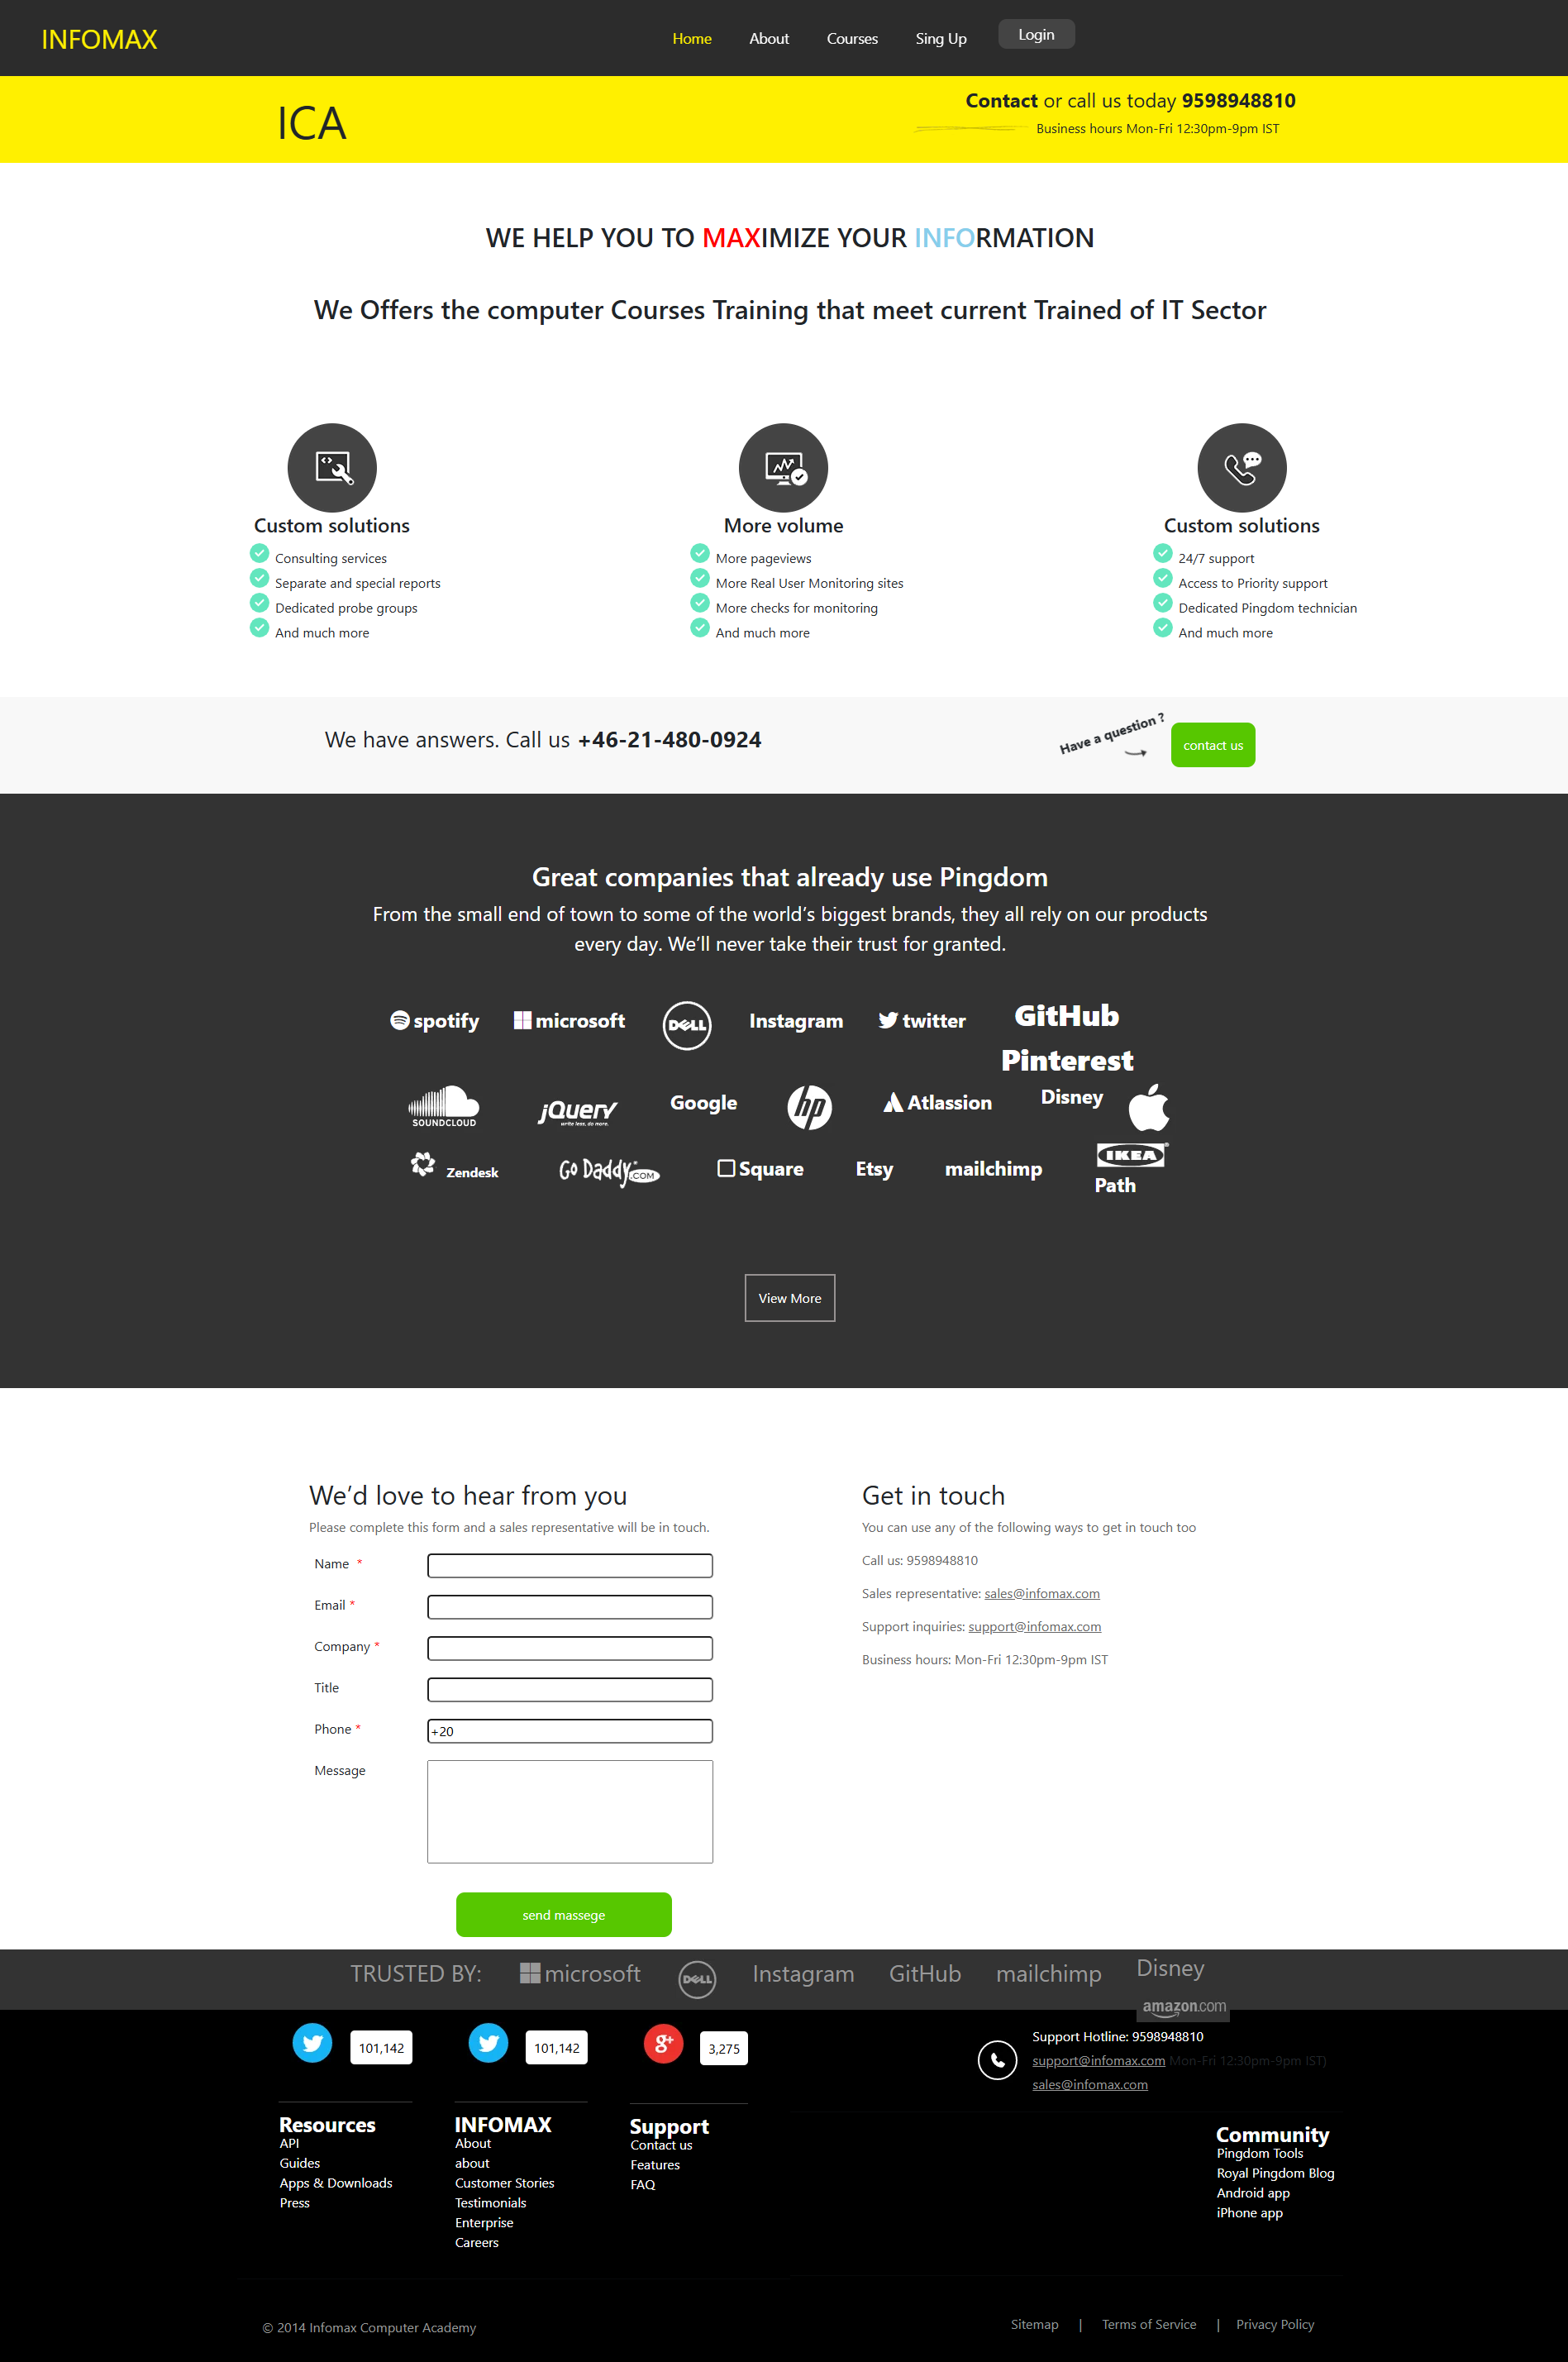 INFOMAX
Home About Courses Sing Up Login
ICA
Contact or call us today 9598948810
Business hours Mon-Fri 12:30pm-9pm IST
WE HELP YOU TO MAXIMIZE YOUR INFORMATION
We Offers the computer Courses Training that meet current Trained of IT Sector
Custom solutions
Consulting services
Separate and special reports
Dedicated probe groups
And much more
More volume
More pageviews
More Real User Monitoring sites
More checks for monitoring
And much more
Custom solutions
24/7 support
Access to Priority support
Dedicated Pingdom technician
And much more
We have answers. Call us +46-21-480-0924
Have a question ?
contact us
Great companies that already use Pingdom
From the small end of town to some of the world’s biggest brands, they all rely on our products
every day. We’ll never take their trust for granted.
spotify microsoft DELL Instagram twitter GitHub
Pinterest
SOUNDCLOUD jQuery write less, do more. Google hp Atlassion Disney
Zendesk Go Daddy.COM Square Etsy mailchimp IKEA
Path
View More
We’d love to hear from you
Please complete this form and a sales representative will be in touch.
Name *
Email *
Company *
Title
Phone * +20
Message
send massege
Get in touch
You can use any of the following ways to get in touch too
Call us: 9598948810
Sales representative: sales@infomax.com
Support inquiries: support@infomax.com
Business hours: Mon-Fri 12:30pm-9pm IST
TRUSTED BY: microsoft DELL Instagram GitHub mailchimp Disney
amazon.com
101,142 101,142 g+ 3,275
Support Hotline: 9598948810
support@infomax.com Mon-Fri 12:30pm-9pm IST)
sales@infomax.com
Resources
API
Guides
Apps & Downloads
Press
INFOMAX
About
about
Customer Stories
Testimonials
Enterprise
Careers
Support
Contact us
Features
FAQ
Community
Pingdom Tools
Royal Pingdom Blog
Android app
iPhone app
© 2014 Infomax Computer Academy
Sitemap | Terms of Service | Privacy Policy